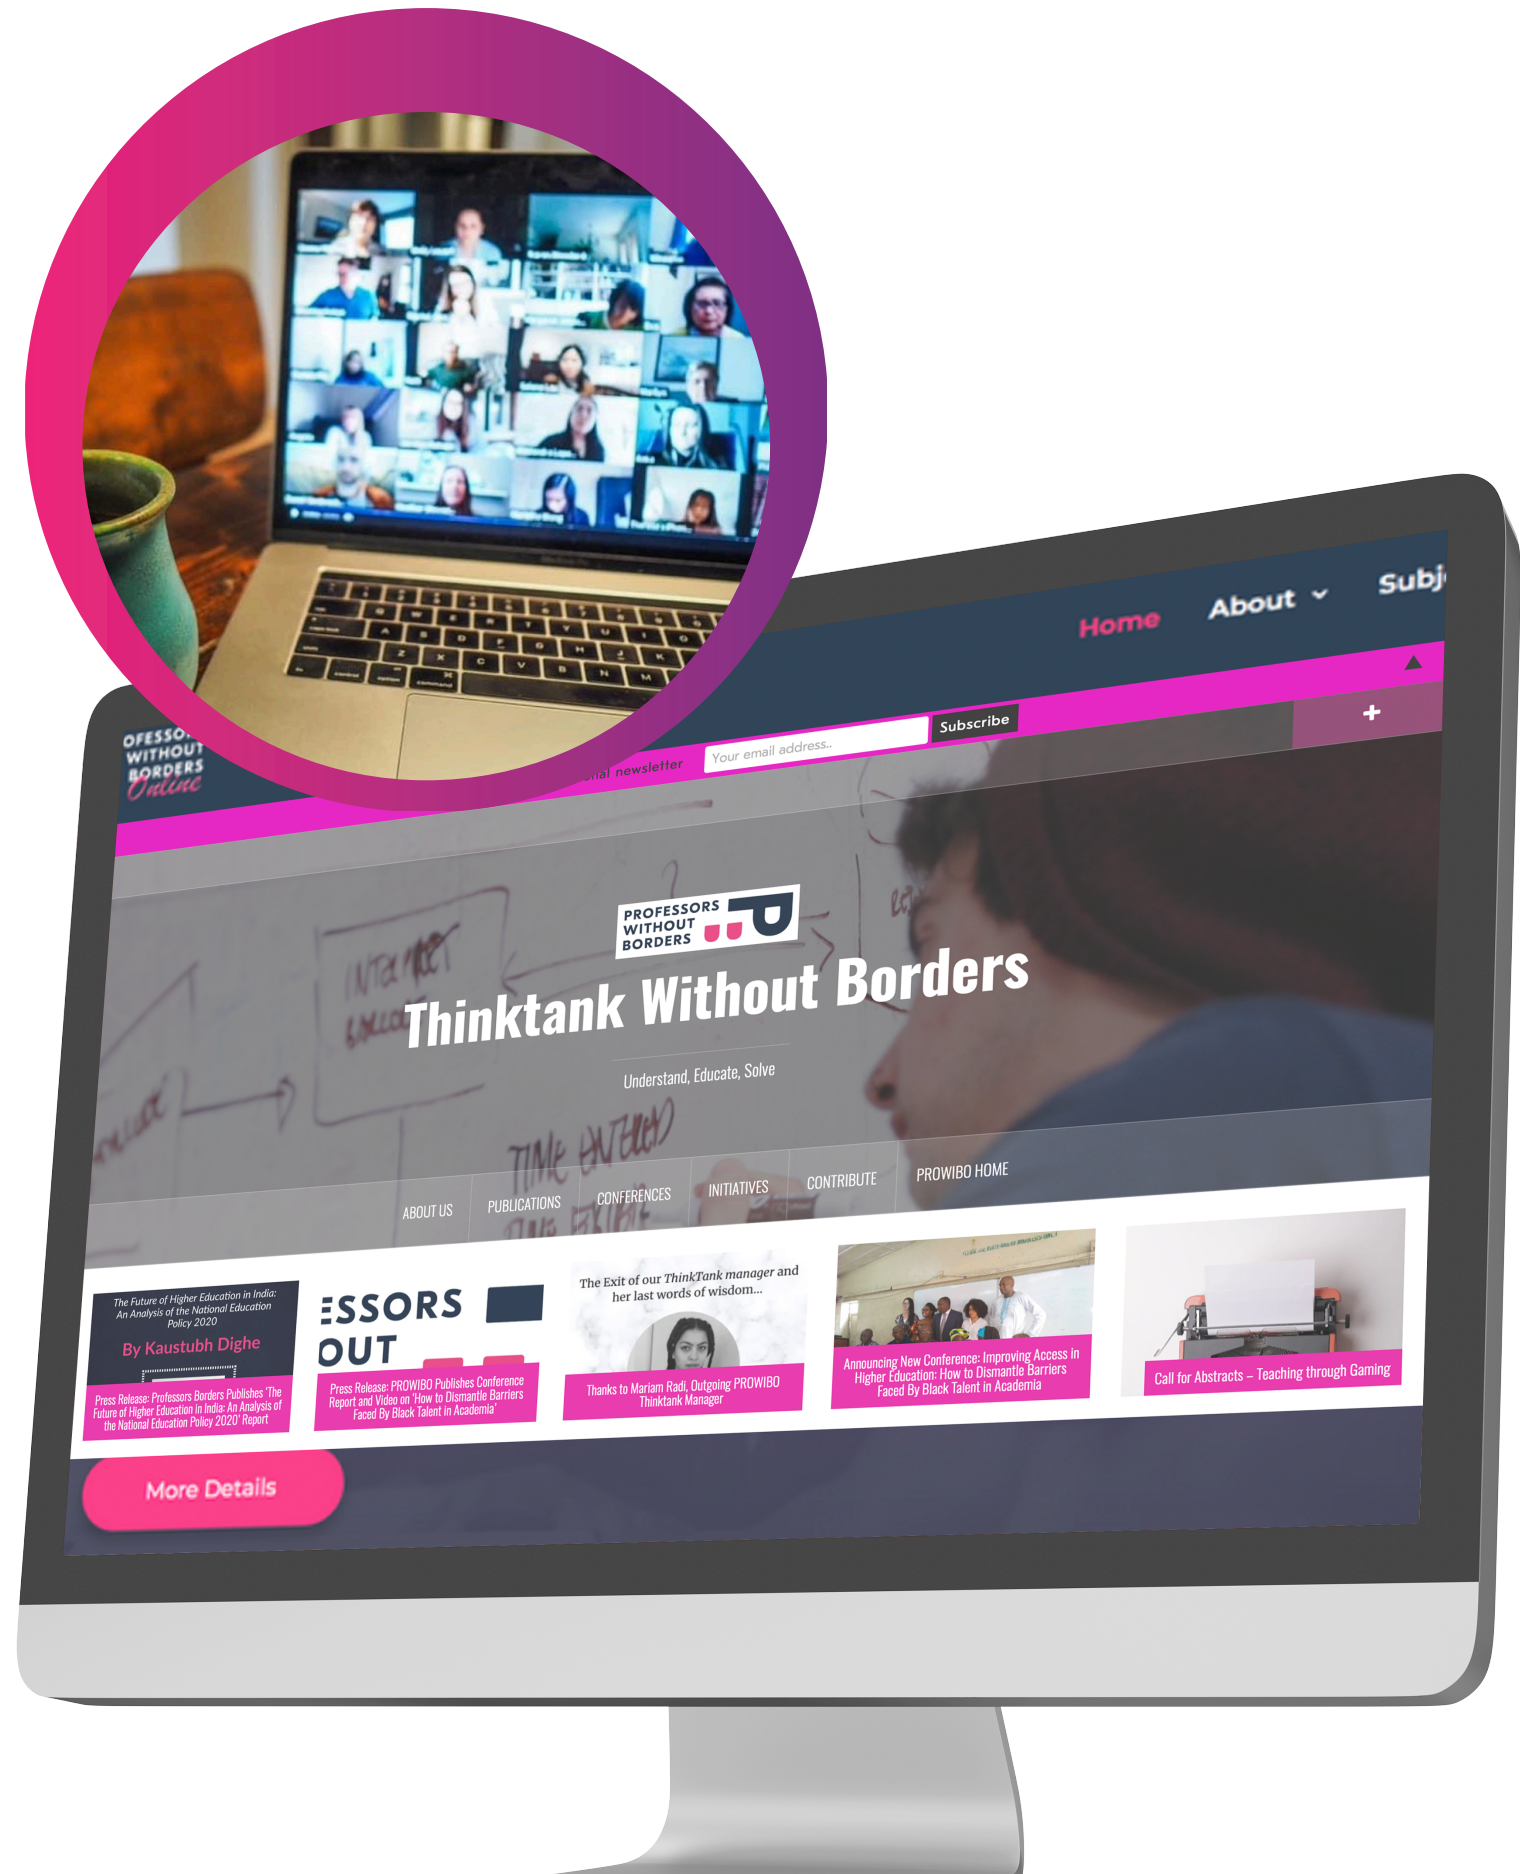 Home
About
Subj
OFESSO
WITHOUT
BORDERS
Online
onal newsletter
Your email address..
Subscribe
PROFESSORS
WITHOUT
BORDERS
Thinktank Without Borders
Understand, Educate, Solve
TIME ENTERED
ABOUT US
PUBLICATIONS
CONFERENCES
INITIATIVES
CONTRIBUTE
PROWIBO HOME
The Future of Higher Education in India:
An Analysis of the National Education
Policy 2020
By Kaustubh Dighe
Press Release: Professors Borders Publishes 'The
Future of Higher Education in India: An Analysis of
the National Education Policy 2020' Report
ESSORS
OUT
Press Release: PROWIBO Publishes Conference
Report and Video on 'How to Dismantle Barriers
Faced By Black Talent in Academia'
The Exit of our ThinkTank manager and
her last words of wisdom...
Thanks to Mariam Radi, Outgoing PROWIBO
Thinktank Manager
Announcing New Conference: Improving Access in
Higher Education: How to Dismantle Barriers
Faced By Black Talent in Academia
Call for Abstracts – Teaching through Gaming
More Details